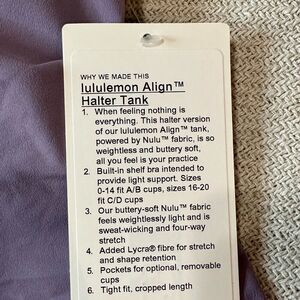 WHY WE MADE THIS
lululemon Align™
Halter Tank
1. When feeling nothing is
everything. This halter version
of our lululemon Align™ tank,
powered by Nulu™ fabric, is so
weightless and buttery soft,
all you feel is your practice
2. Built-in shelf bra intended to
provide light support. Sizes
0-14 fit A/B cups, sizes 16-20
fit C/D cups
3. Our buttery-soft Nulu™ fabric
feels weightlessly light and is
sweat-wicking and four-way
stretch
4. Added Lycra® fibre for stretch
and shape retention
5. Pockets for optional, removable
cups
6. Tight fit, cropped length